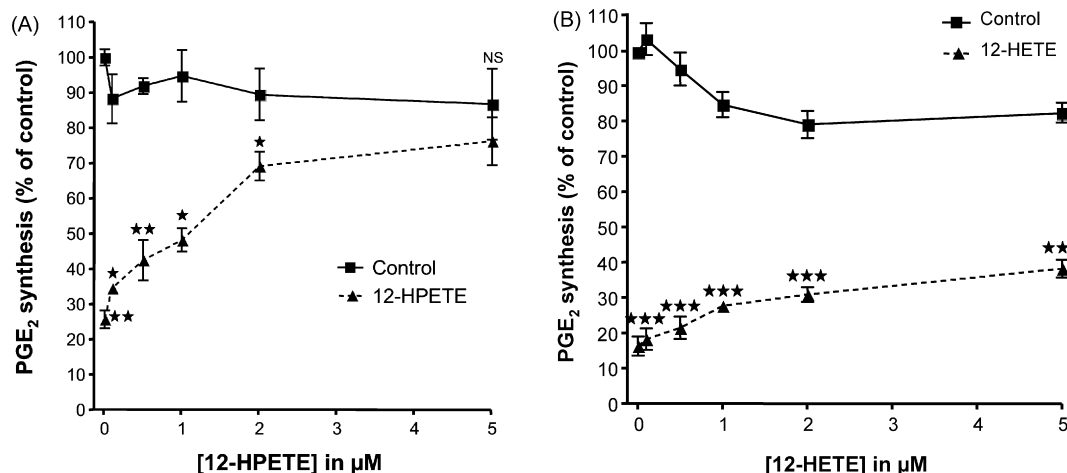 (A)
110
100
90
80
70
60
50
40
30
20
10
0
PGE2 synthesis (% of control)
NS
★
★★
★
★
★★
Control
12-HPETE
0 1 2 3 4 5
[12-HPETE] in µM
(B)
110
100
90
80
70
60
50
40
30
20
10
0
PGE2 synthesis (% of control)
Control
12-HETE
★★
★★★
★★★
★★★
★★★
0 1 2 3 4 5
[12-HETE] in µM